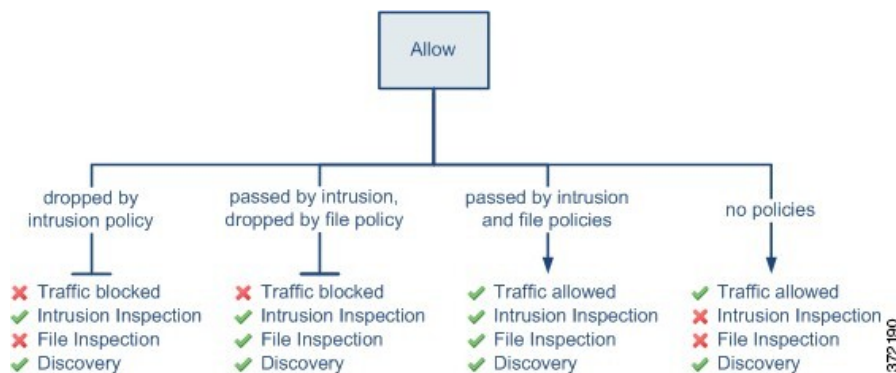 Allow
dropped by
intrusion policy
passed by intrusion,
dropped by file policy
passed by intrusion
and file policies
no policies
Traffic blocked
Intrusion Inspection
File Inspection
Discovery
Traffic blocked
Intrusion Inspection
File Inspection
Discovery
Traffic allowed
Intrusion Inspection
File Inspection
Discovery
Traffic allowed
Intrusion Inspection
File Inspection
Discovery
372190